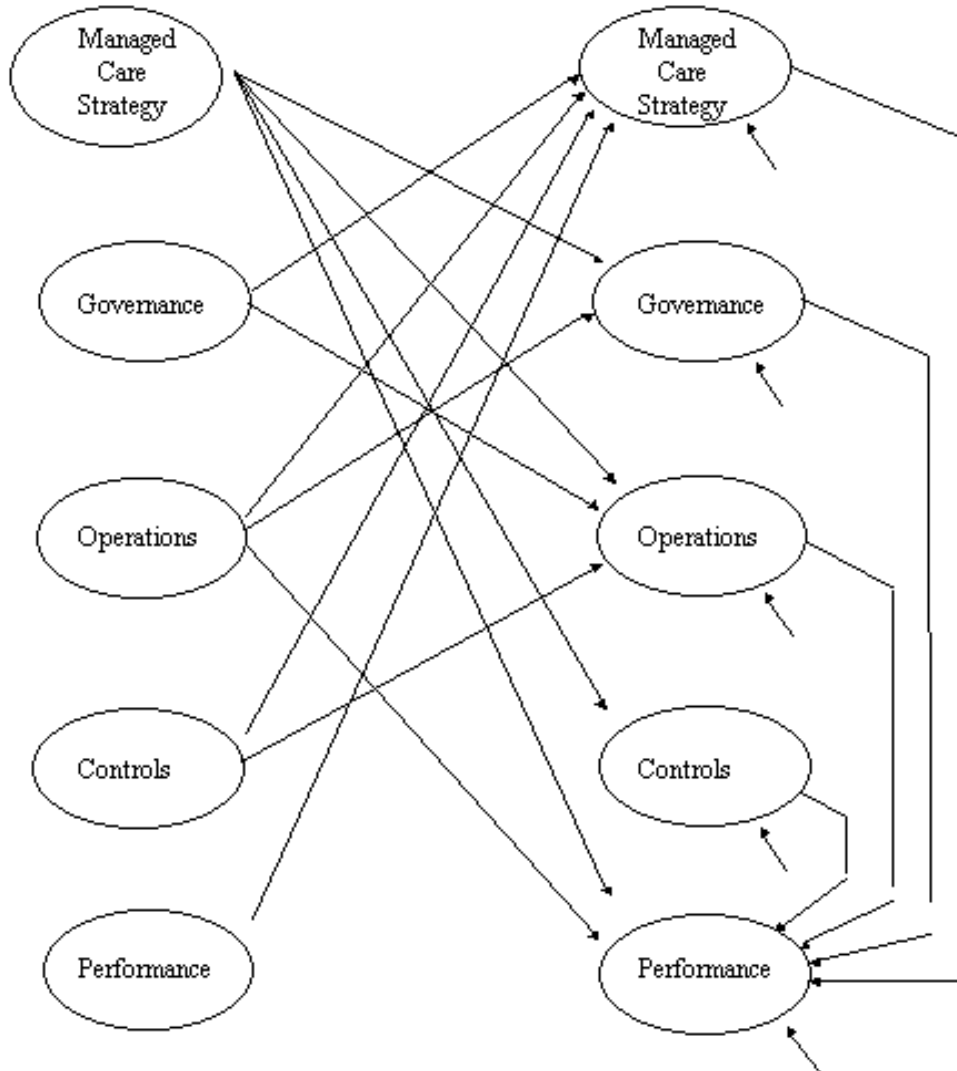 Managed
Care
Strategy
Managed
Care
Strategy
Governance
Governance
Operations
Operations
Controls
Controls
Performance
Performance